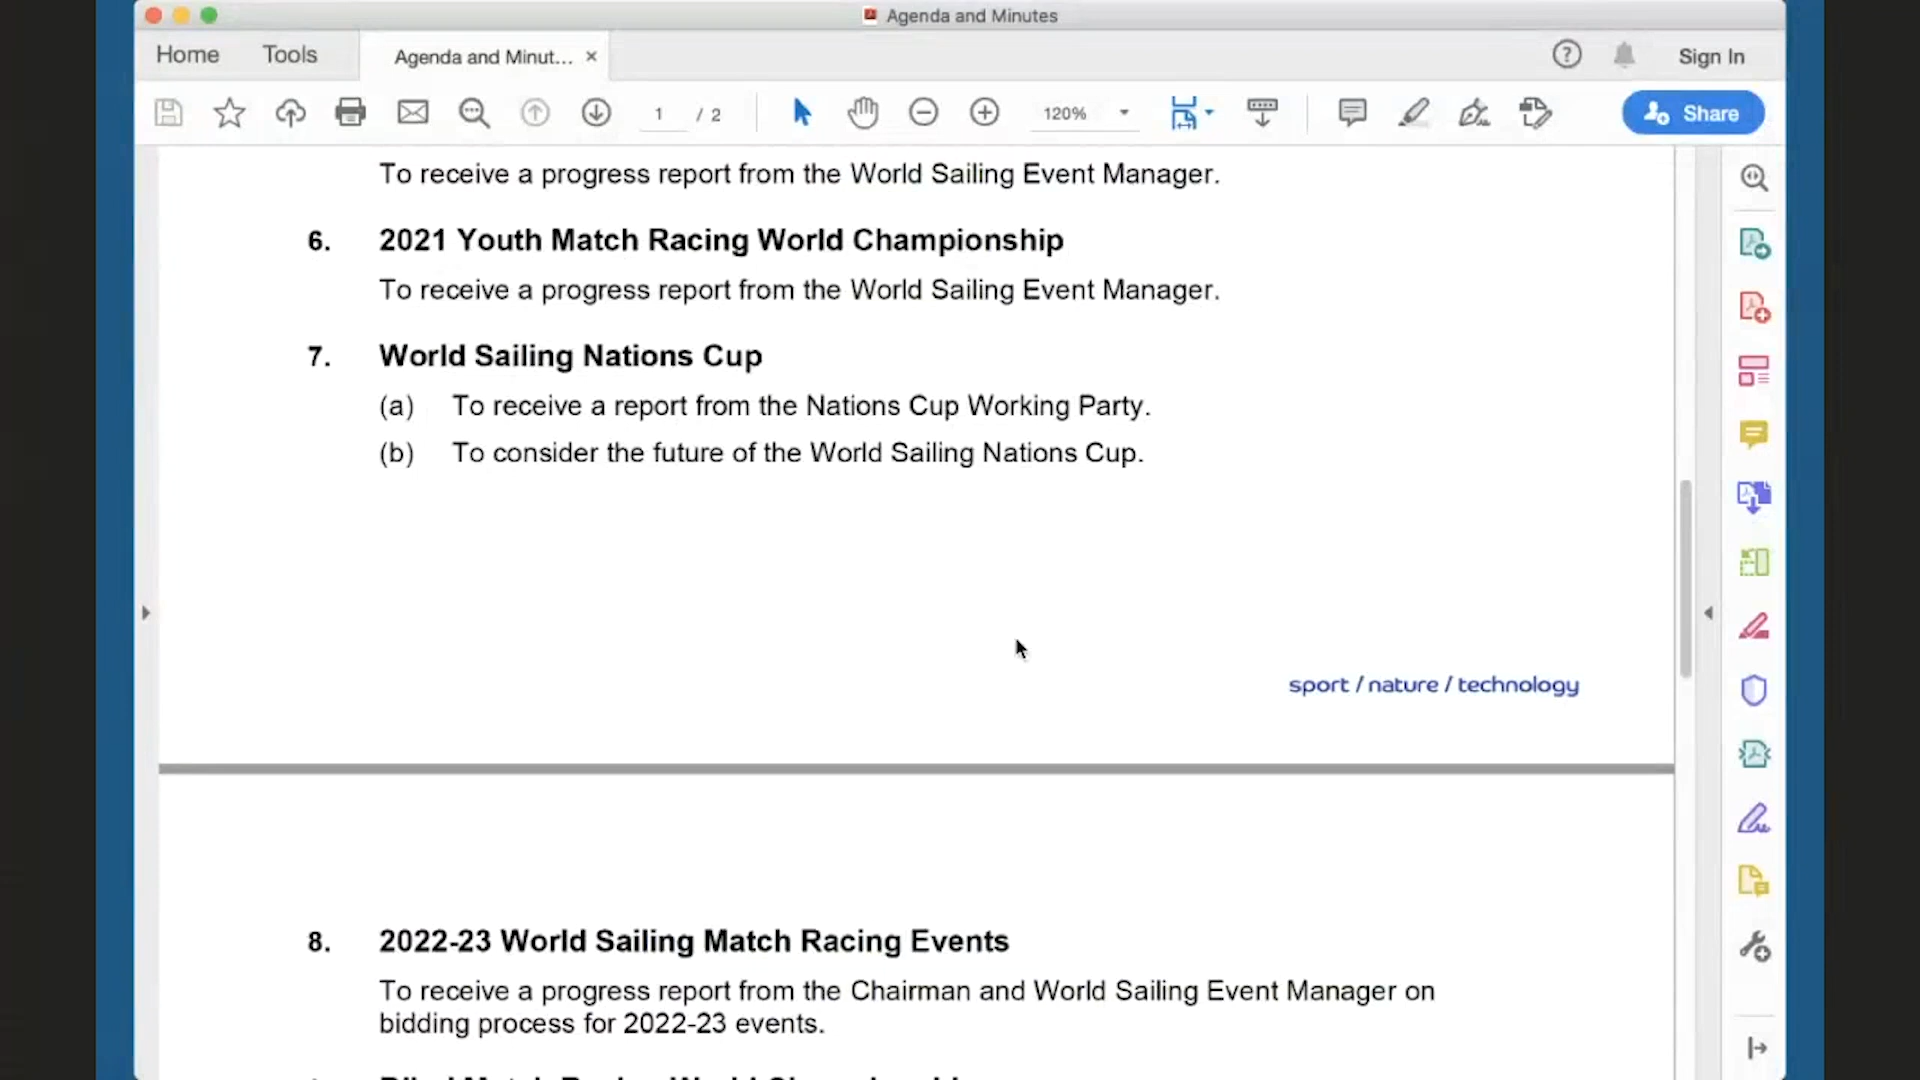 Agenda and Minutes
Home
Tools
Agenda and Minut...
Sign In
1 / 2
120%
Share
To receive a progress report from the World Sailing Event Manager.
6. 2021 Youth Match Racing World Championship
To receive a progress report from the World Sailing Event Manager.
7. World Sailing Nations Cup
(a) To receive a report from the Nations Cup Working Party.
(b) To consider the future of the World Sailing Nations Cup.
sport / nature / technology
8. 2022-23 World Sailing Match Racing Events
To receive a progress report from the Chairman and World Sailing Event Manager on
bidding process for 2022-23 events.